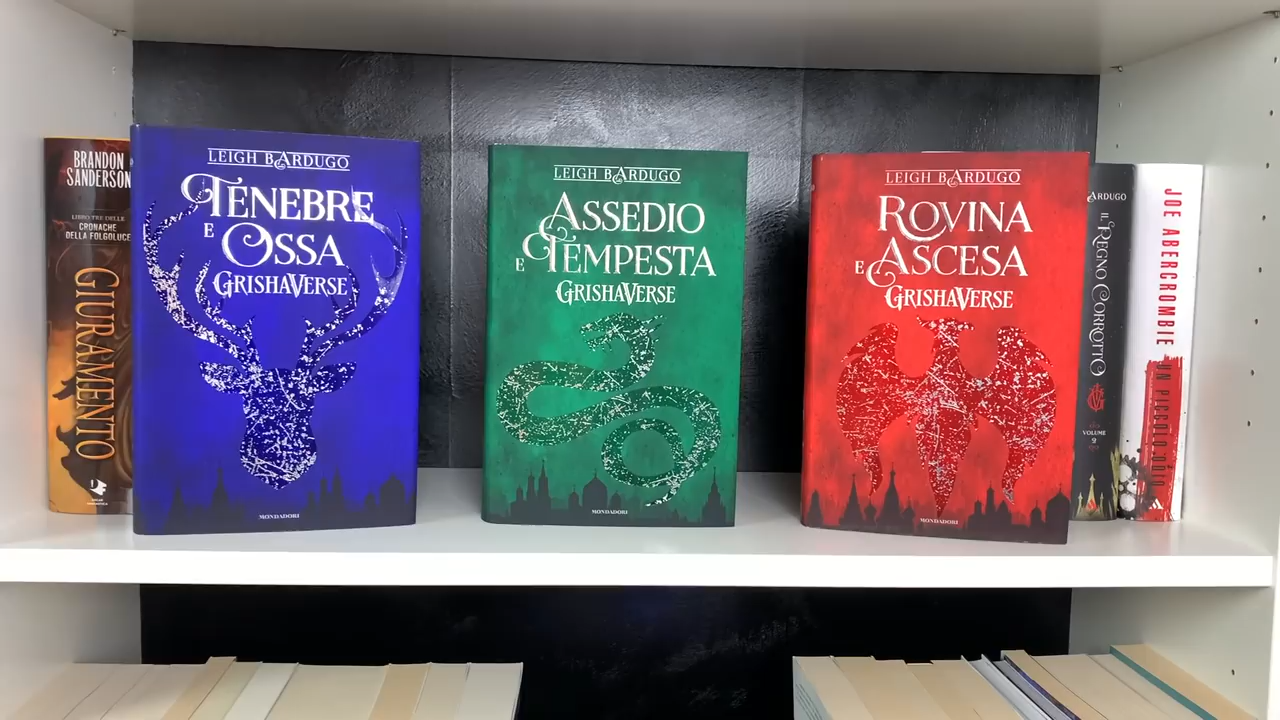 BRANDON
SANDERSON
LIBRO TRE DELLE
CRONACHE
DELLA FOLGOLUCE
GIURAMENTO
LEIGH BARDUGO
TENEBRE
E OSSA
GRISHAVERSE
MONDADORI
LEIGH BARDUGO
ASSEDIO
E TEMPESTA
GRISHAVERSE
MONDADORI
LEIGH BARDUGO
ROVINA
E ASCESA
GRISHAVERSE
MONDADORI
ARDUGO
IL REGNO CORROTTO
VOLUME
2
JOE ABERCROMBIE
UN PICCOLO ODIO